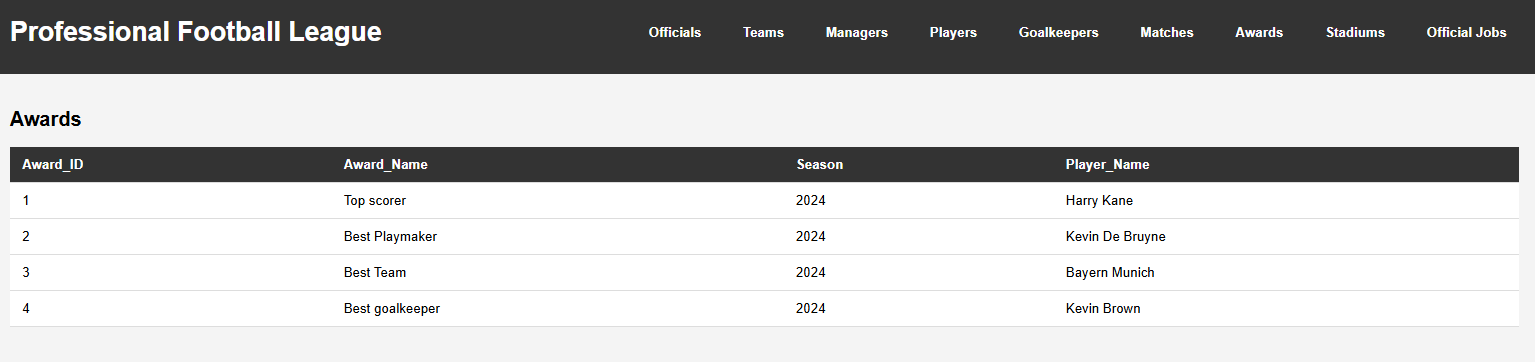 Professional Football League Officials Teams Managers Players Goalkeepers Matches Awards Stadiums Official Jobs
Awards
Award_ID Award_Name Season Player_Name
1 Top scorer 2024 Harry Kane
2 Best Playmaker 2024 Kevin De Bruyne
3 Best Team 2024 Bayern Munich
4 Best goalkeeper 2024 Kevin Brown